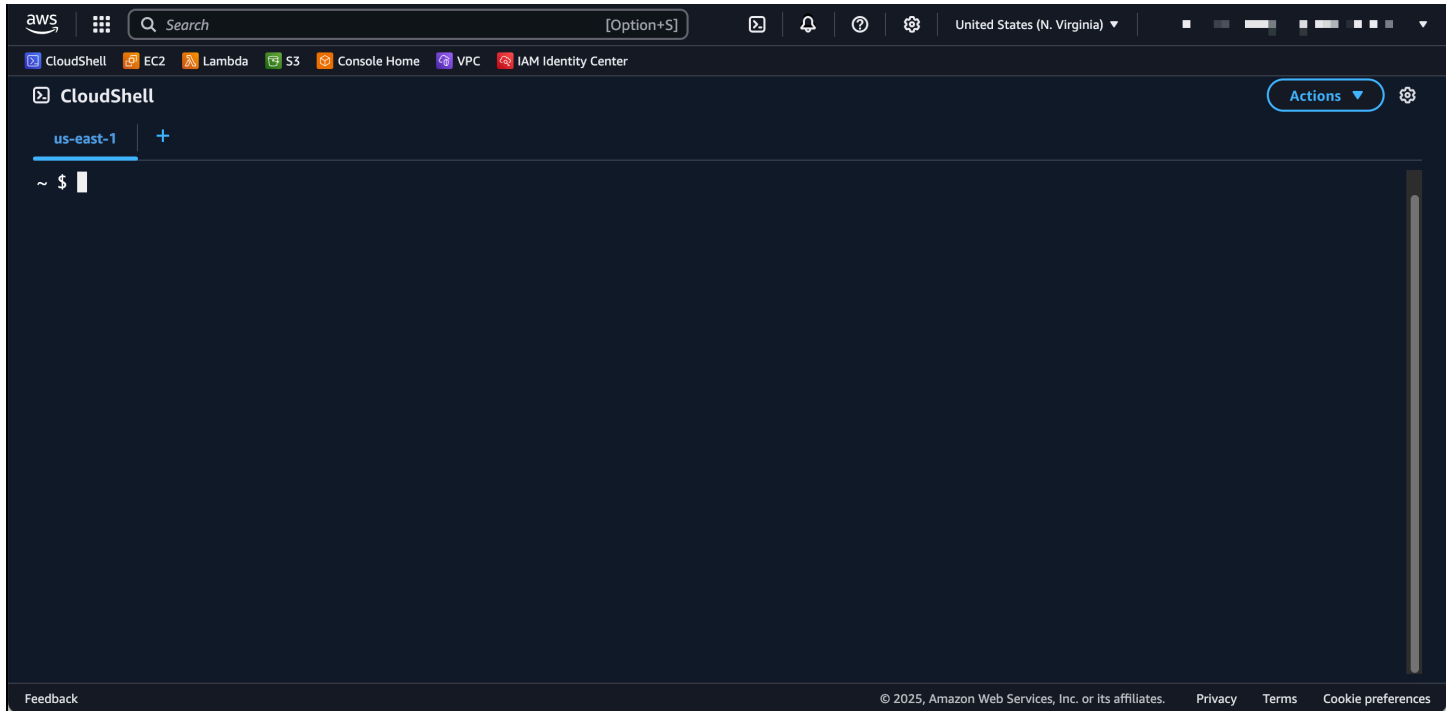 aws Search [Option+S] United States (N. Virginia)
CloudShell EC2 Lambda S3 Console Home VPC IAM Identity Center
CloudShell Actions
us-east-1 +
~ $
Feedback © 2025, Amazon Web Services, Inc. or its affiliates. Privacy Terms Cookie preferences